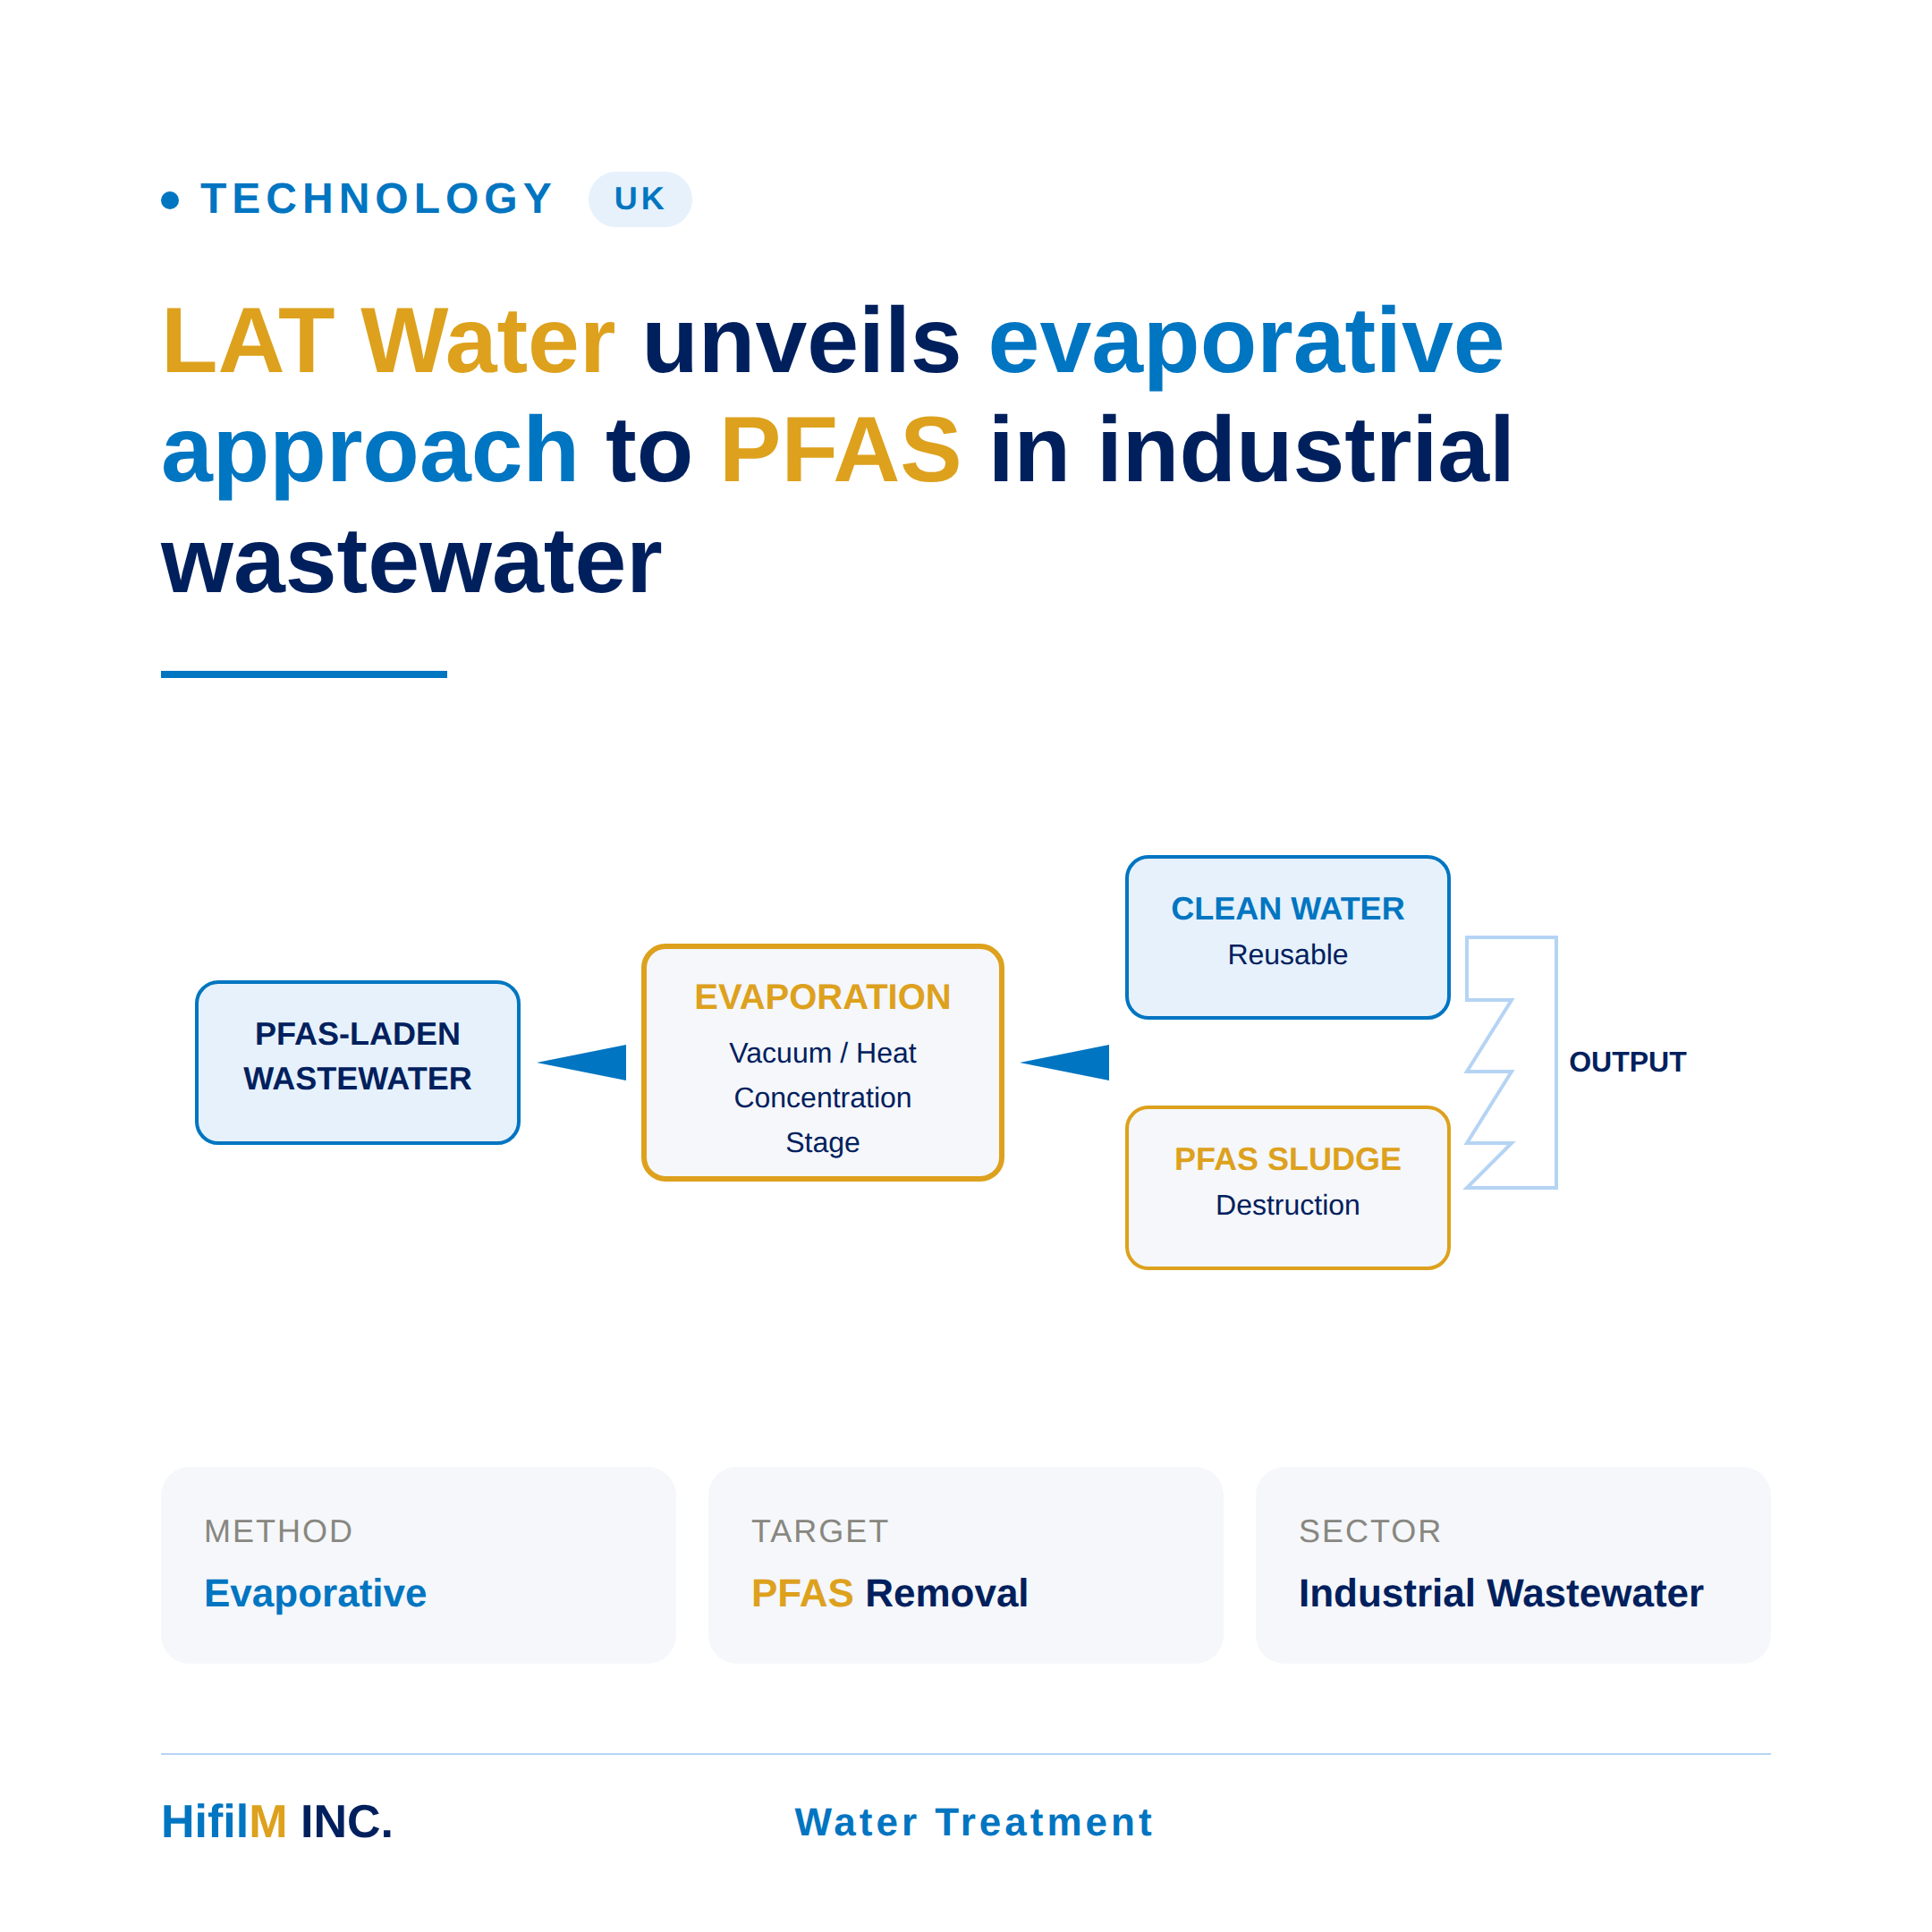 TECHNOLOGY UK
LAT Water unveils evaporative
approach to PFAS in industrial
wastewater
PFAS-LADEN
WASTEWATER
EVAPORATION
Vacuum / Heat
Concentration
Stage
CLEAN WATER
Reusable
PFAS SLUDGE
Destruction
OUTPUT
METHOD
Evaporative
TARGET
PFAS Removal
SECTOR
Industrial Wastewater
HifilM INC.
Water Treatment